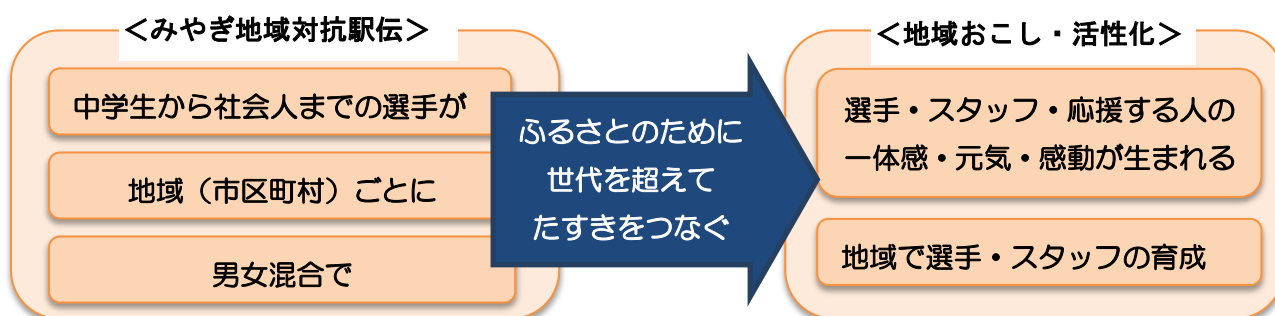 <みやぎ地域対抗駅伝>
中学生から社会人までの選手が
地域（市区町村）ごとに
男女混合で
ふるさとのために
世代を超えて
たすきをつなぐ
<地域おこし・活性化>
選手・スタッフ・応援する人の
一体感・元気・感動が生まれる
地域で選手・スタッフの育成